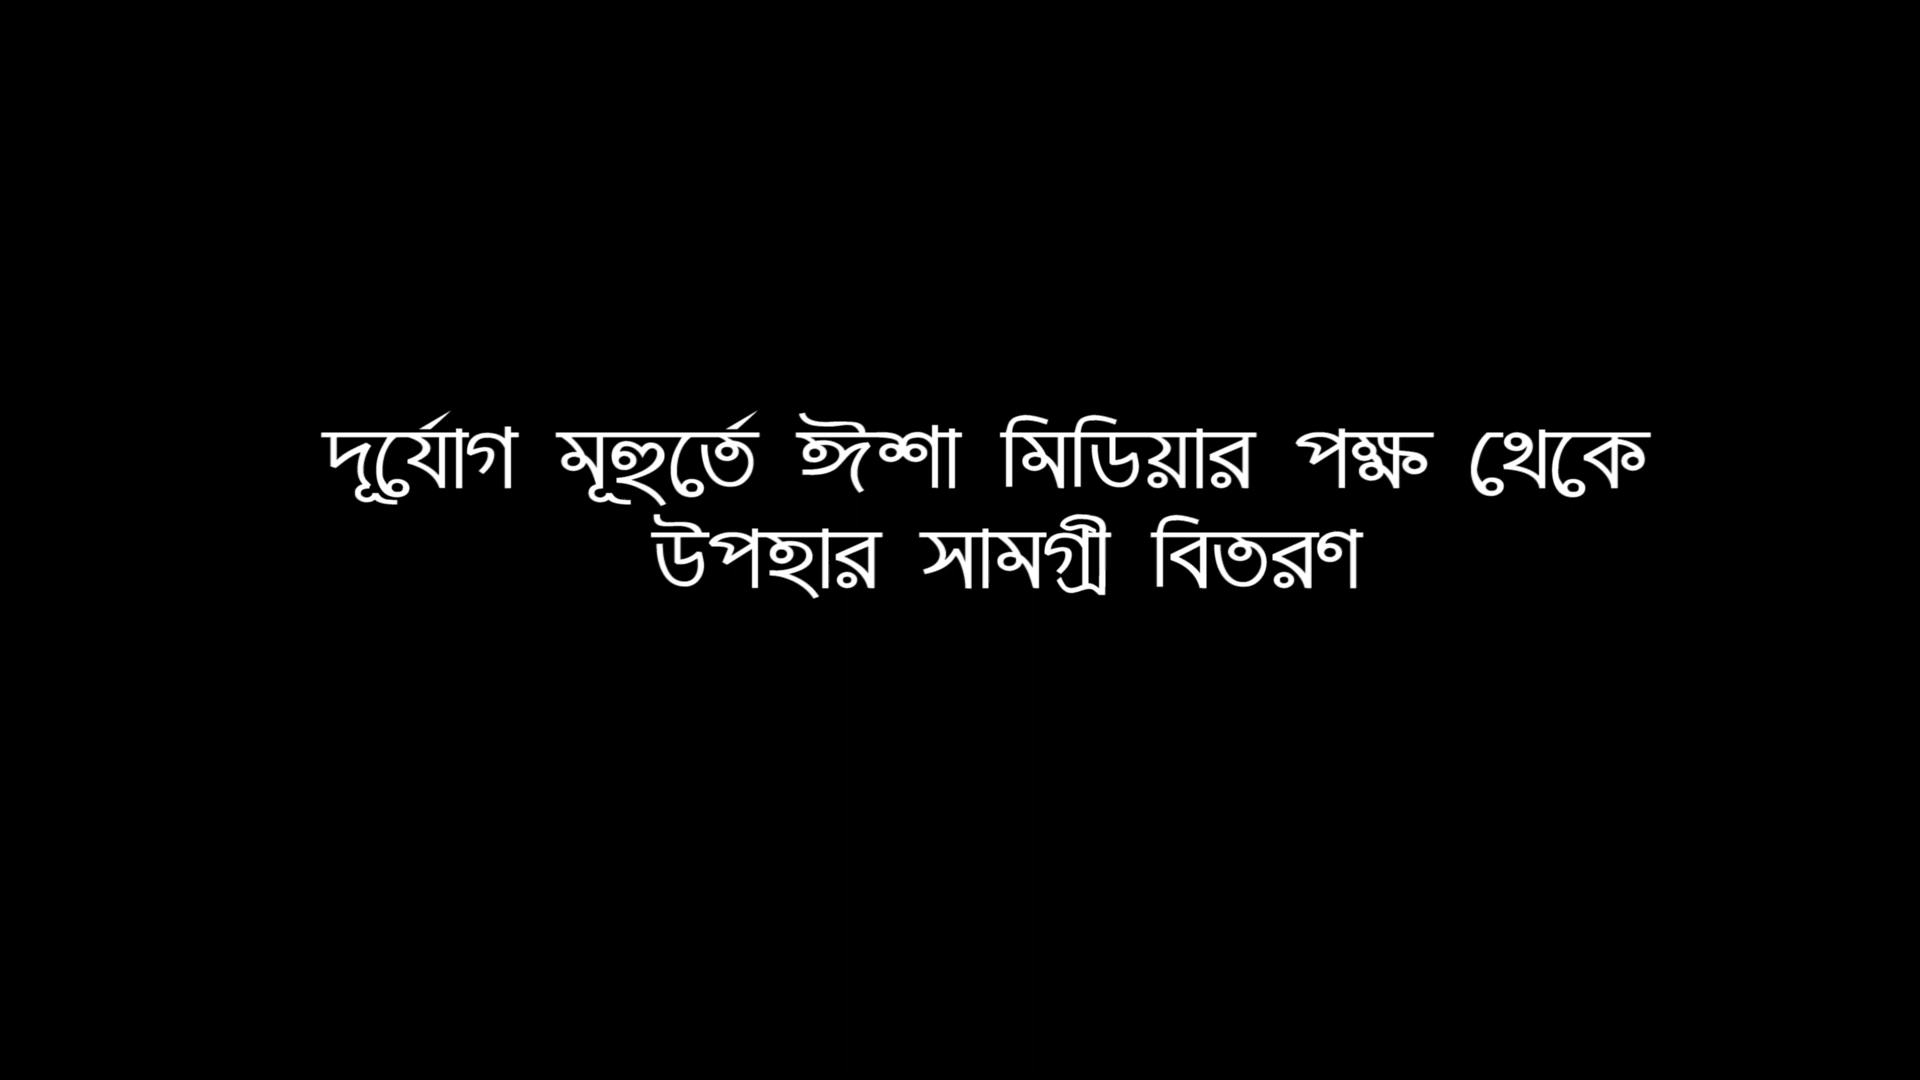 দূর্যোগ মূহুর্তে ঈশা মিডিয়ার পক্ষ থেকে
উপহার সামগ্রী বিতরণ